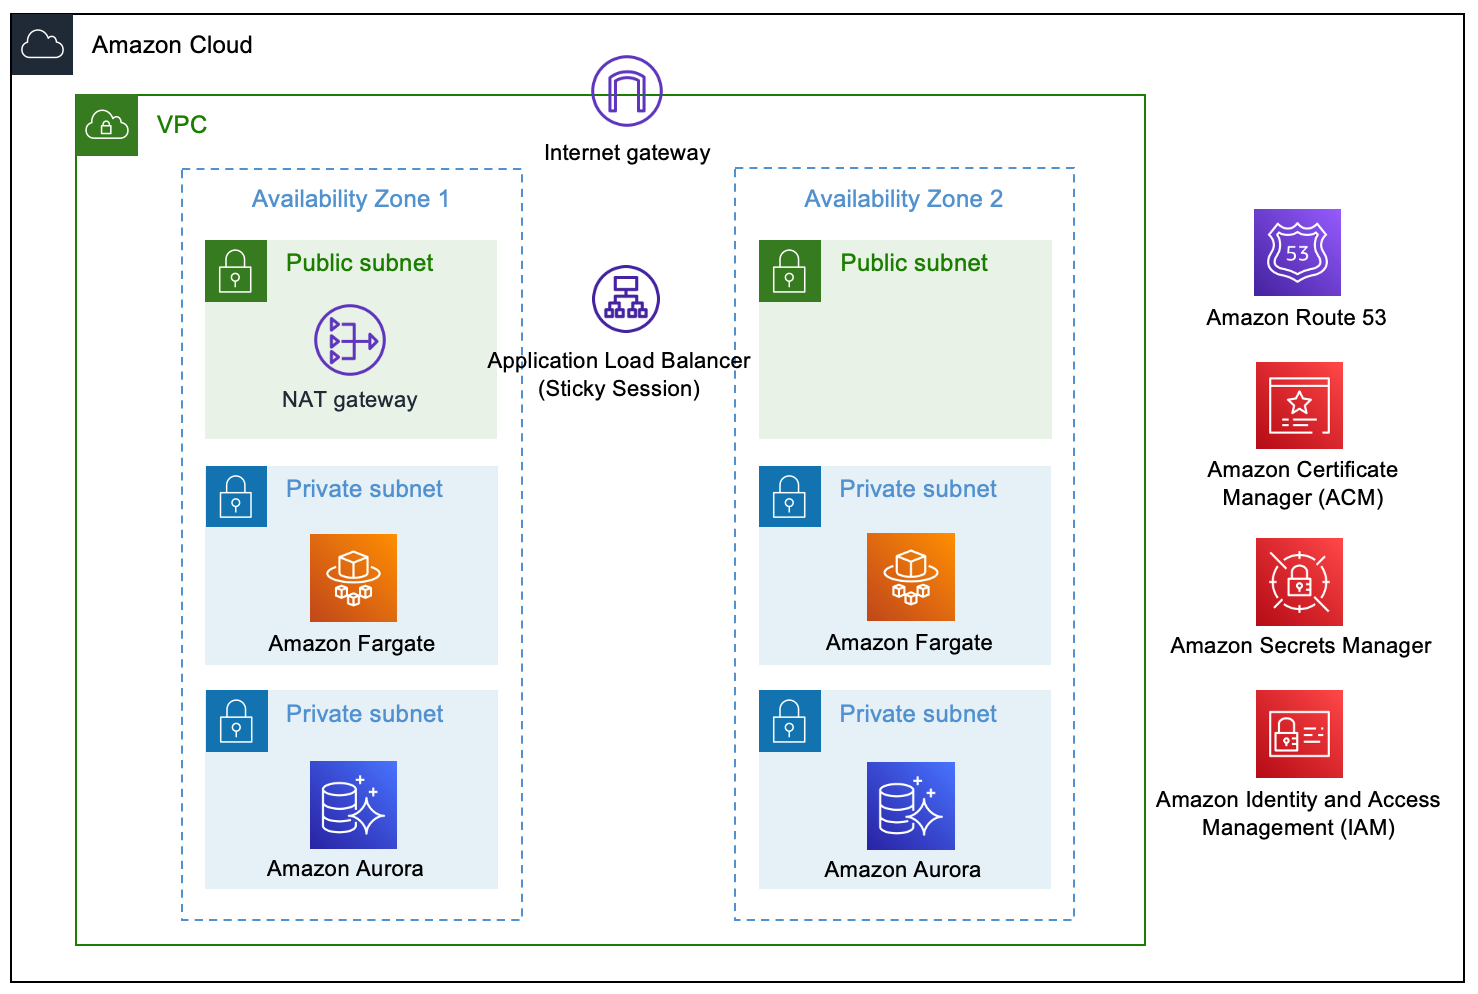 Amazon Cloud
VPC
Internet gateway
Availability Zone 1
Public subnet
NAT gateway
Application Load Balancer
(Sticky Session)
Private subnet
Amazon Fargate
Private subnet
Amazon Aurora
Availability Zone 2
Public subnet
Private subnet
Amazon Fargate
Private subnet
Amazon Aurora
53
Amazon Route 53
Amazon Certificate
Manager (ACM)
Amazon Secrets Manager
Amazon Identity and Access
Management (IAM)